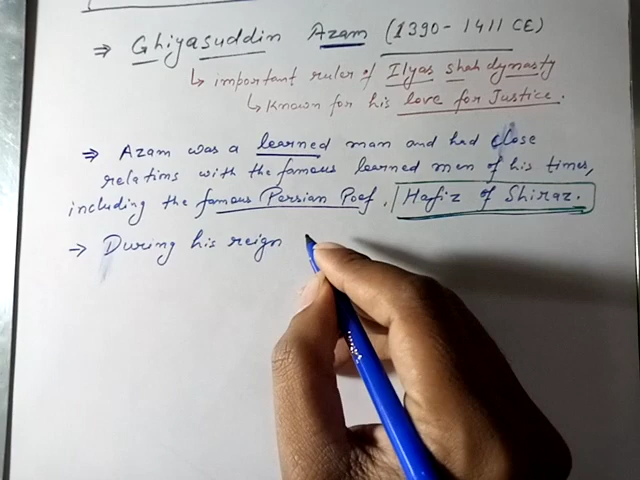 ⇒ Ghiyasuddin Azam (1390-1411 CE)
↳ important ruler of Ilyas shah dynasty
↳ Known for his love for Justice.
⇒ Azam was a learned man and had close
relations with the famous learned men of his times,
including the famous Persian Poet, Hafiz of Shiraz.
→ During his reign